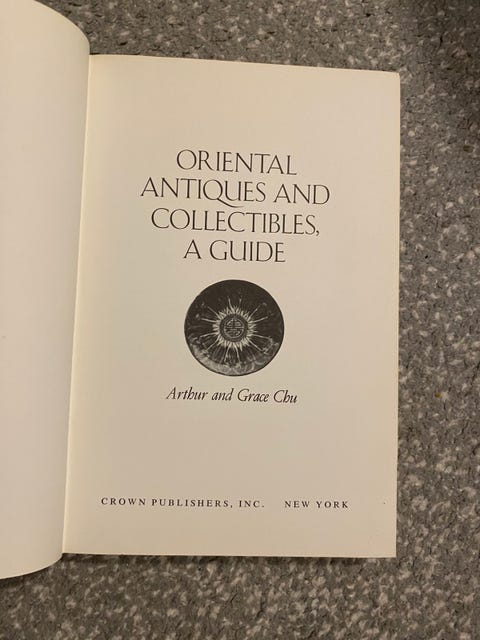 ORIENTAL
ANTIQUES AND
COLLECTIBLES,
A GUIDE
Arthur and Grace Chu
CROWN PUBLISHERS, INC. NEW YORK